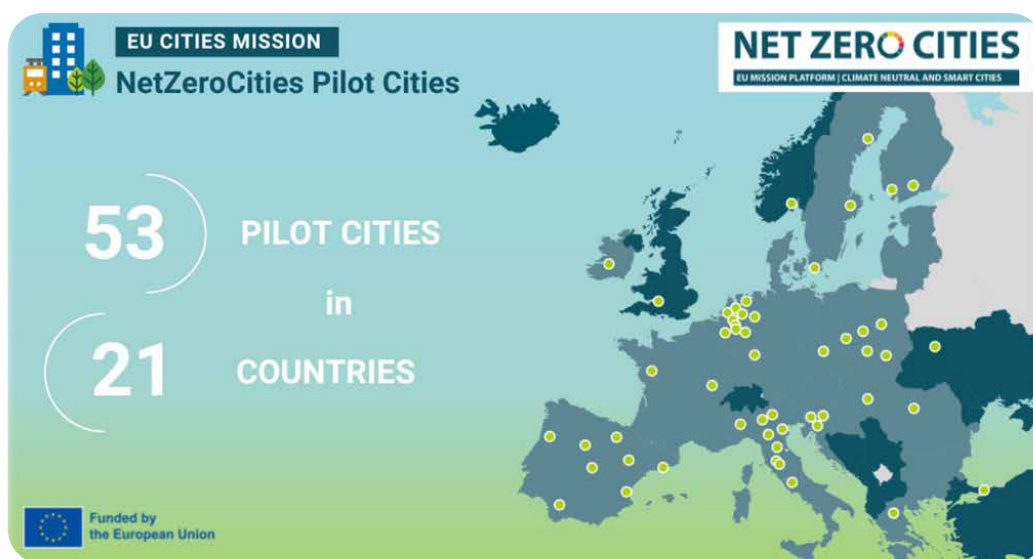 EU CITIES MISSION
NetZeroCities Pilot Cities
NET ZERO CITIES
EU MISSION PLATFORM | CLIMATE NEUTRAL AND SMART CITIES
53
PILOT CITIES
in
21
COUNTRIES
Funded by
the European Union